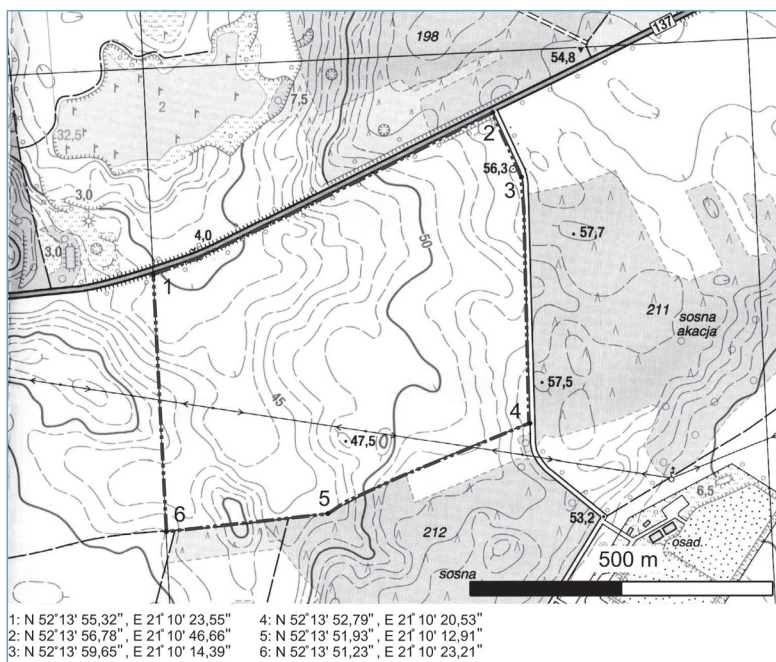 198
54,8
137
2
7,5
32,5
2
56,3
3
3,0
4,0
57,7
3,0
1
50
211
sosna
akacja
57,5
45
4
47,5
5
6
6,5
53,2
212
osad.
500 m
sosna
1: N 52°13' 55,32", E 21°10' 23,55"
2: N 52°13' 56,78", E 21°10' 46,66"
3: N 52°13' 59,65", E 21°10' 14,39"
4: N 52°13' 52,79", E 21°10' 20,53"
5: N 52°13' 51,93", E 21°10' 12,91"
6: N 52°13' 51,23", E 21°10' 23,21"